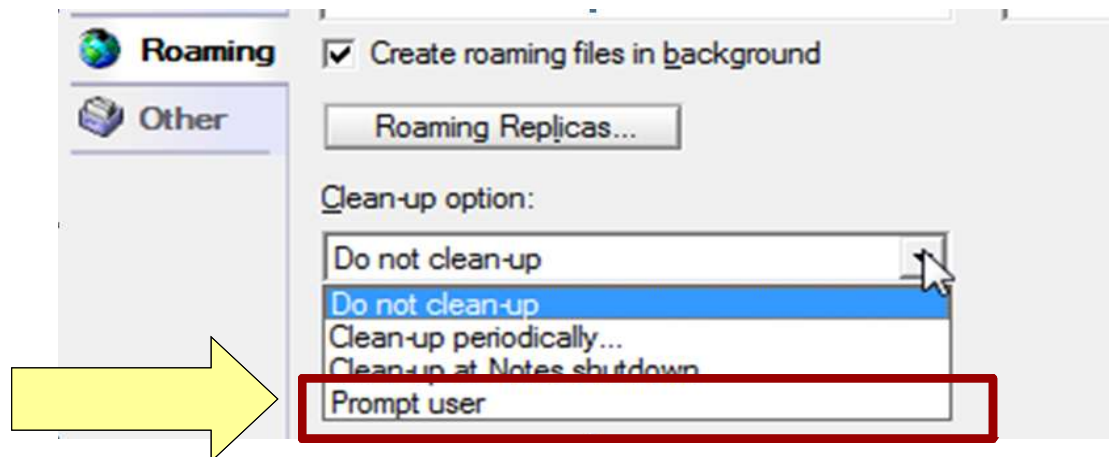 Roaming
Create roaming files in background
Other
Roaming Replicas...
Clean-up option:
Do not clean-up
Do not clean-up
Clean-up periodically...
Clean-up at Notes shutdown
Prompt user